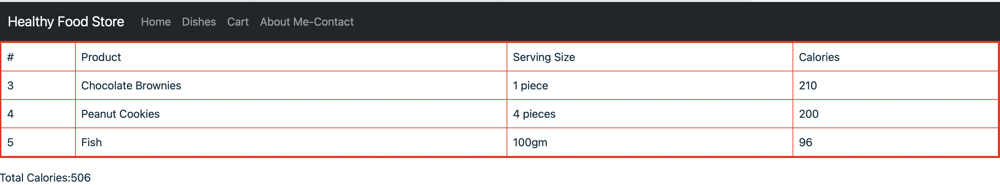 Healthy Food Store Home Dishes Cart About Me-Contact
# Product Serving Size Calories
3 Chocolate Brownies 1 piece 210
4 Peanut Cookies 4 pieces 200
5 Fish 100gm 96
Total Calories:506